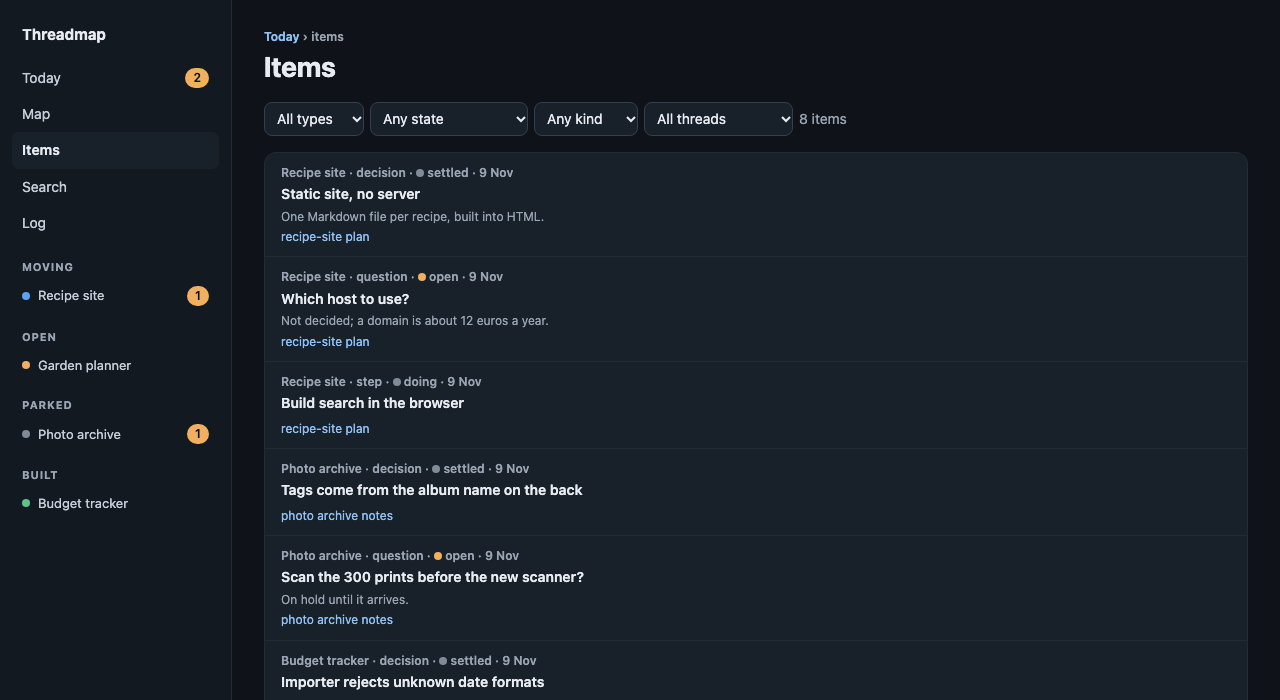 Threadmap
Today 2
Map
Items
Search
Log
MOVING
Recipe site 1
OPEN
Garden planner
PARKED
Photo archive 1
BUILT
Budget tracker
Today › items
Items
All types Any state Any kind All threads 8 items
Recipe site · decision · settled · 9 Nov
Static site, no server
One Markdown file per recipe, built into HTML.
recipe-site plan
Recipe site · question · open · 9 Nov
Which host to use?
Not decided; a domain is about 12 euros a year.
recipe-site plan
Recipe site · step · doing · 9 Nov
Build search in the browser
recipe-site plan
Photo archive · decision · settled · 9 Nov
Tags come from the album name on the back
photo archive notes
Photo archive · question · open · 9 Nov
Scan the 300 prints before the new scanner?
On hold until it arrives.
photo archive notes
Budget tracker · decision · settled · 9 Nov
Importer rejects unknown date formats